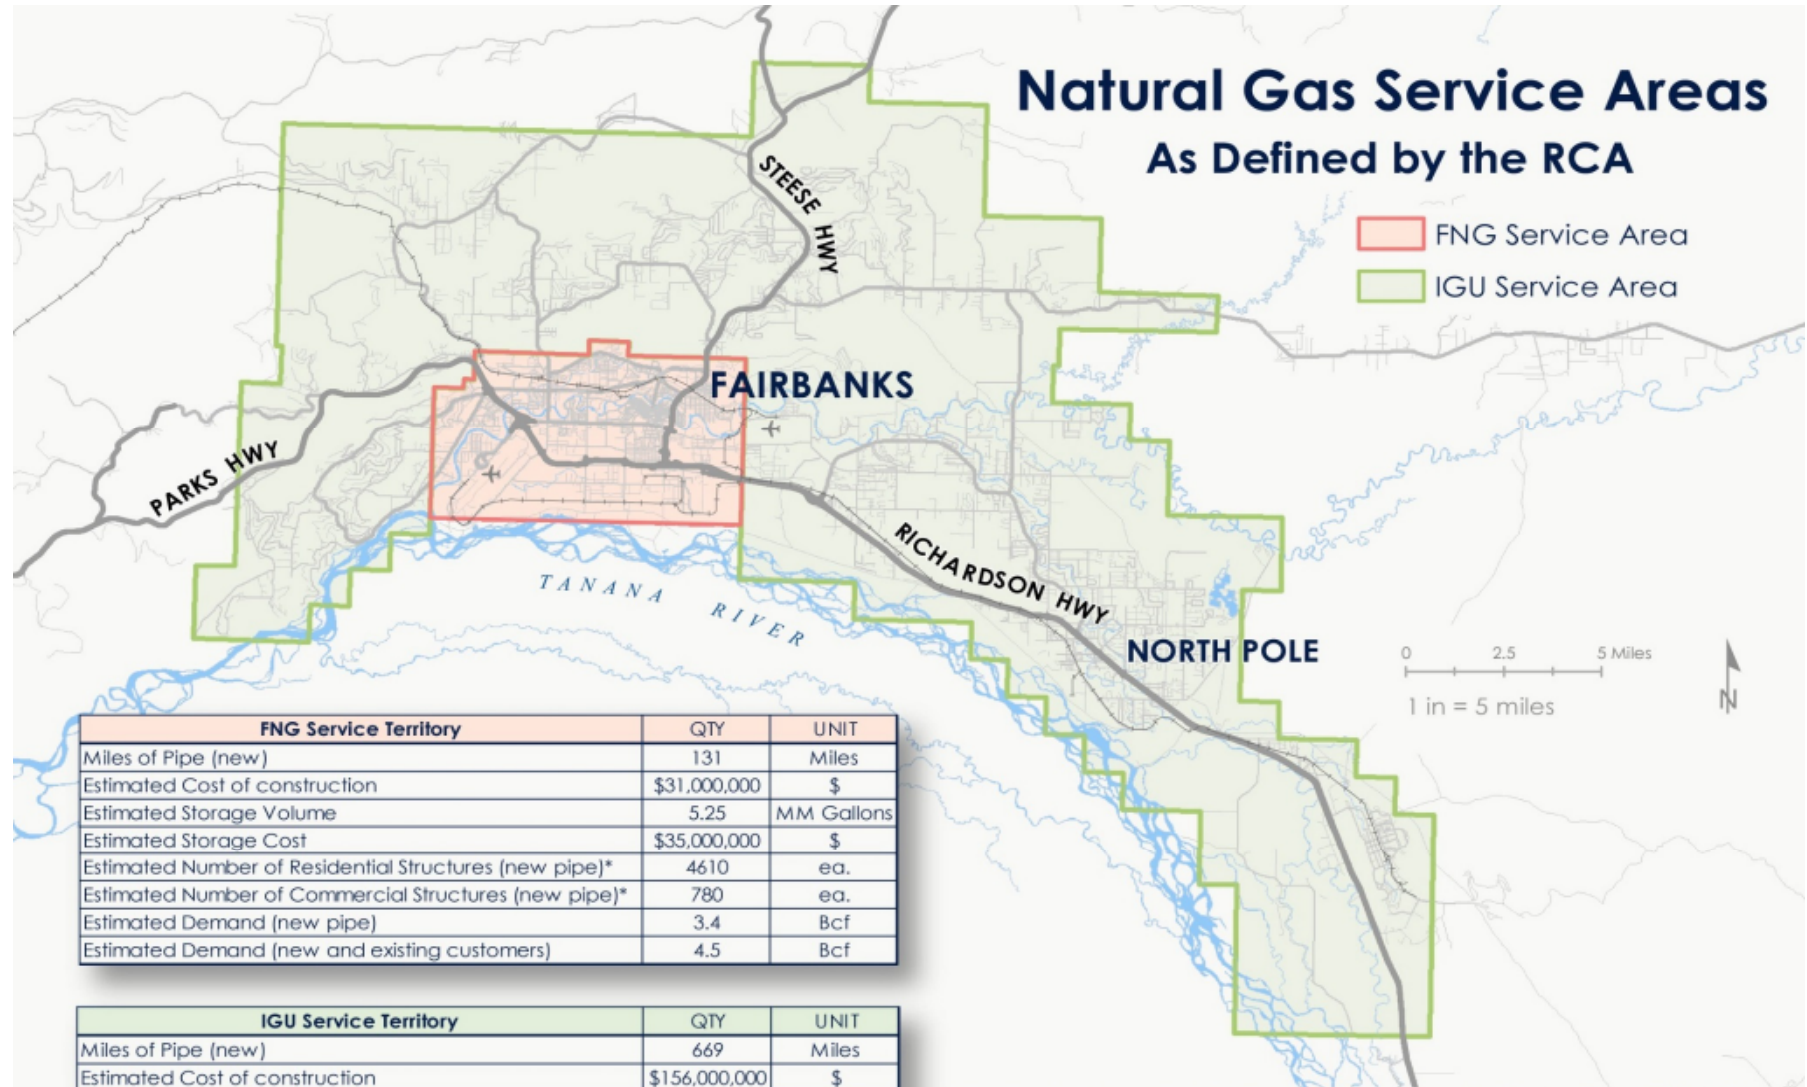 Natural Gas Service Areas
As Defined by the RCA
FNG Service Area
IGU Service Area
STEESE HWY
FAIRBANKS
PARKS HWY
RICHARDSON HWY
TANANA RIVER
NORTH POLE
0 2.5 5 Miles
1 in = 5 miles
N
FNG Service Territory QTY UNIT
Miles of Pipe (new) 131 Miles
Estimated Cost of construction $31,000,000 $
Estimated Storage Volume 5.25 MM Gallons
Estimated Storage Cost $35,000,000 $
Estimated Number of Residential Structures (new pipe)* 4610 ea.
Estimated Number of Commercial Structures (new pipe)* 780 ea.
Estimated Demand (new pipe) 3.4 Bcf
Estimated Demand (new and existing customers) 4.5 Bcf
IGU Service Territory QTY UNIT
Miles of Pipe (new) 669 Miles
Estimated Cost of construction $156,000,000 $